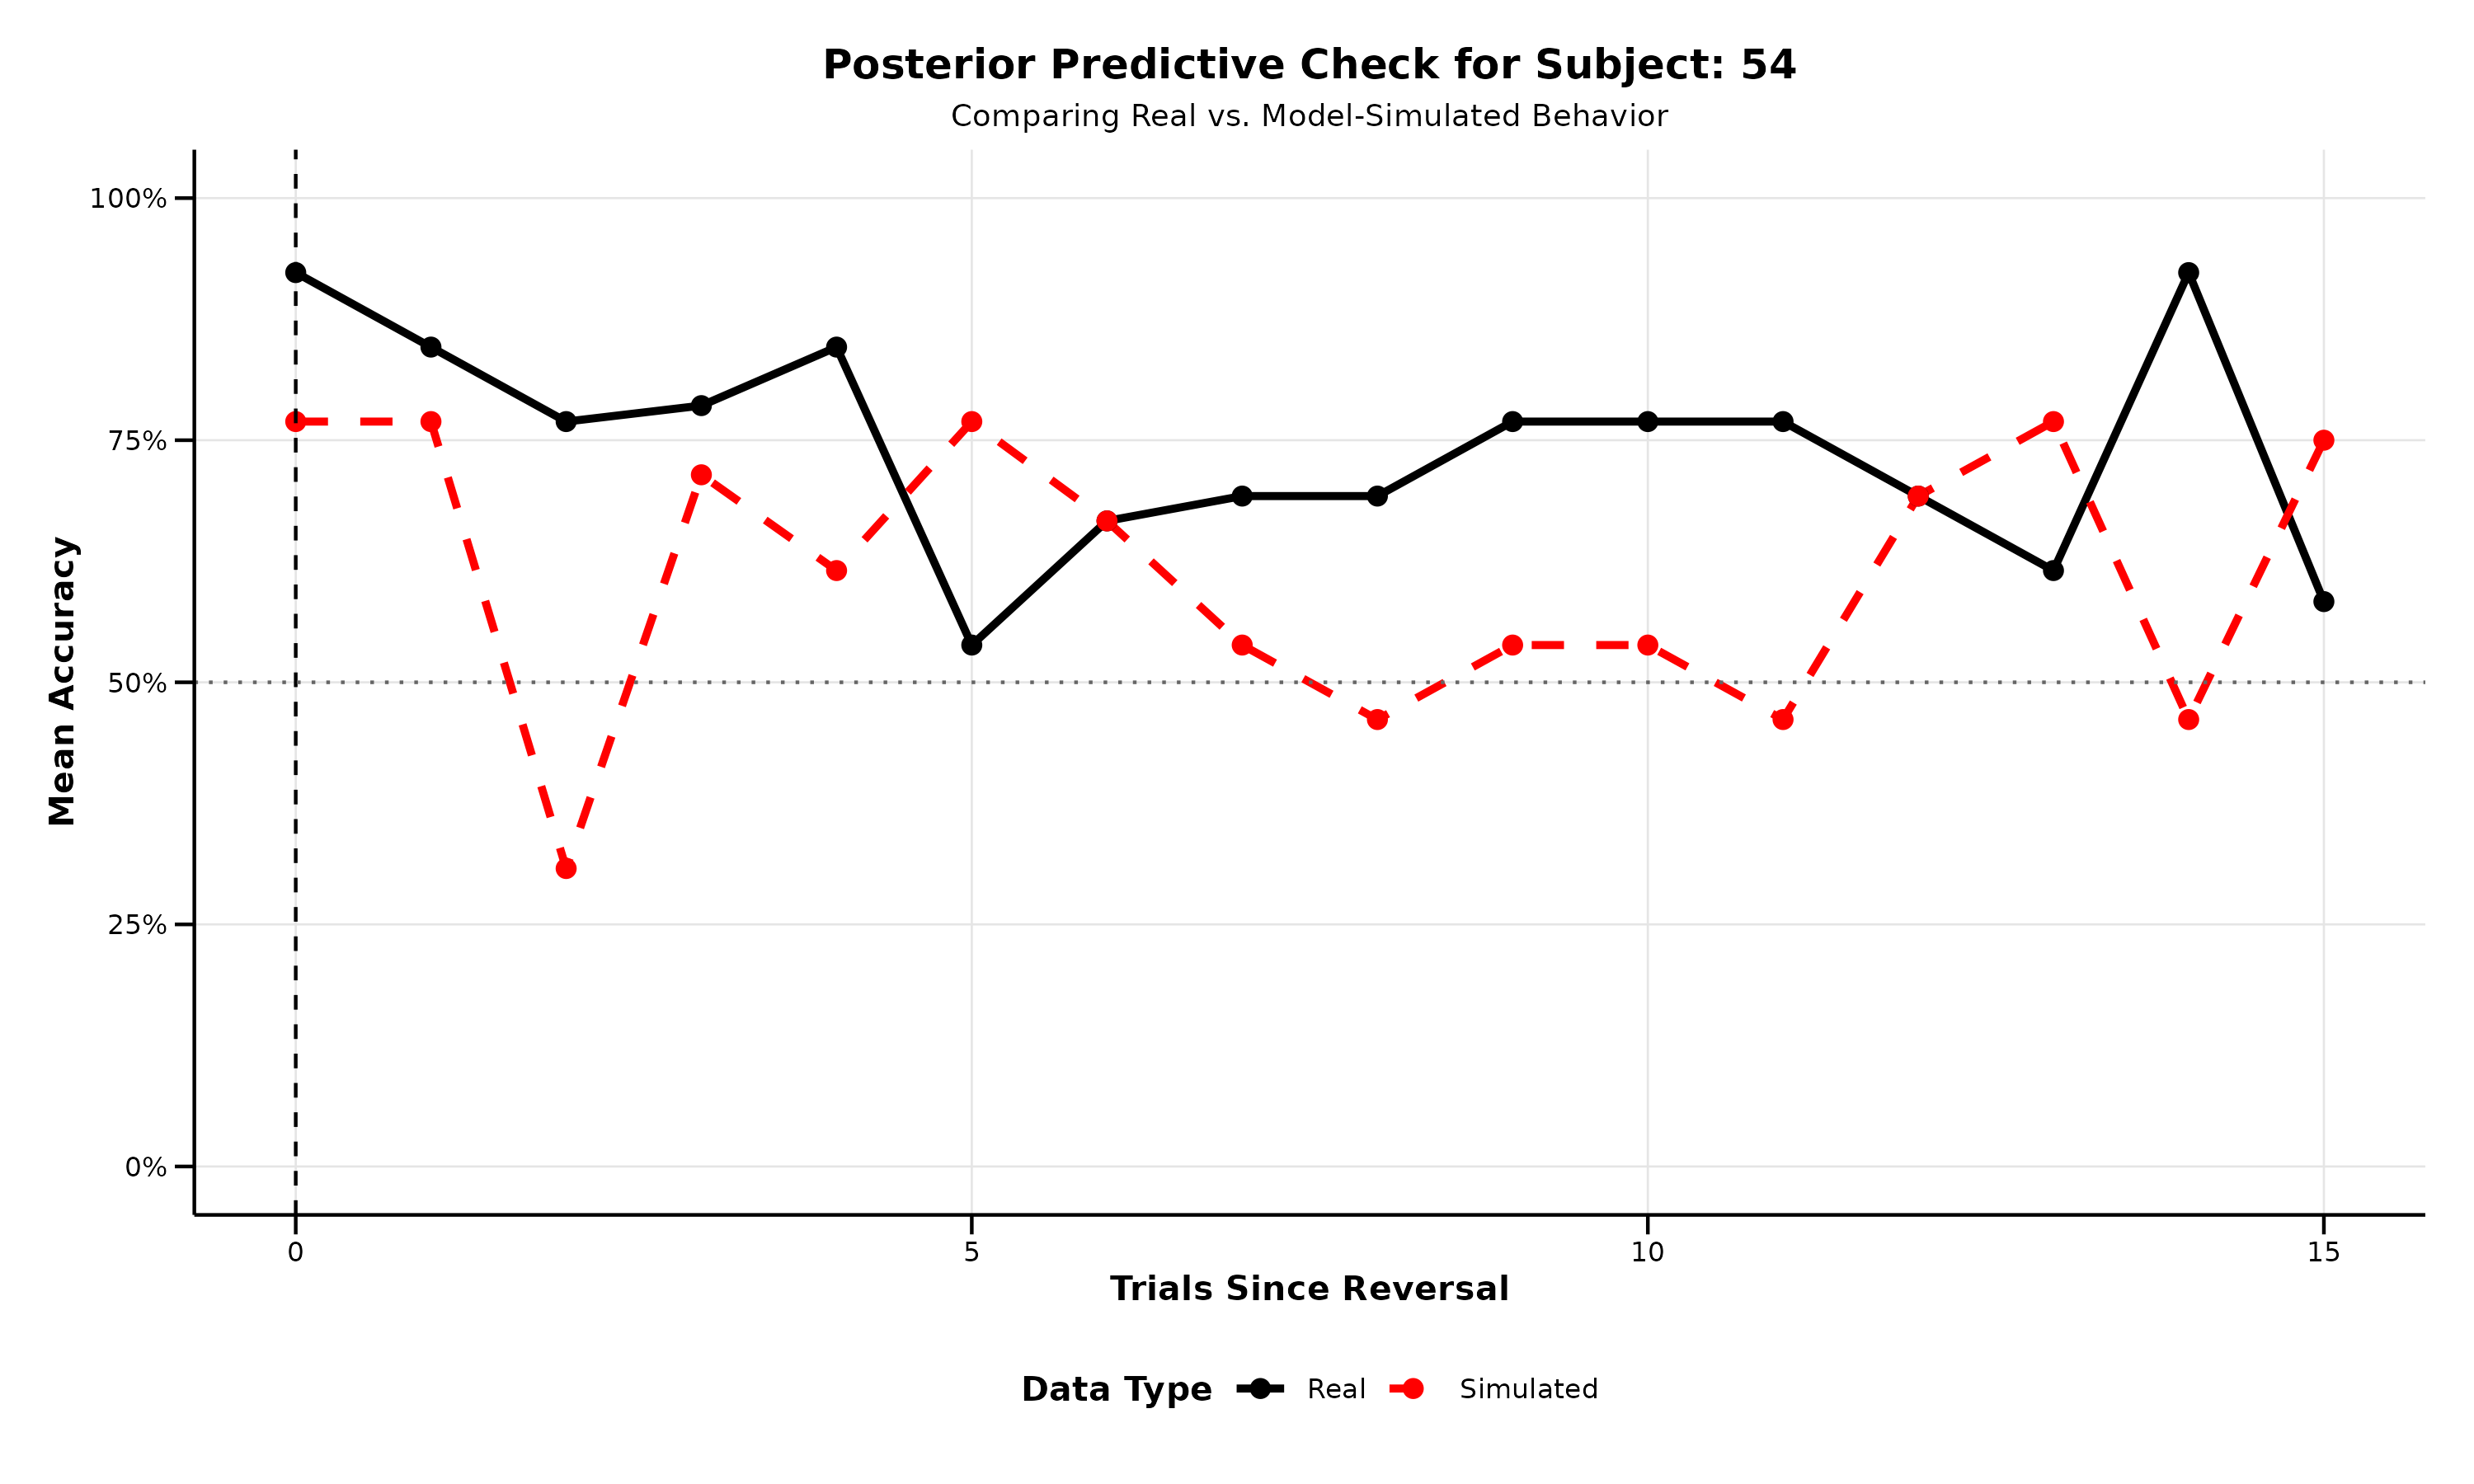 Posterior Predictive Check for Subject: 54
Comparing Real vs. Model-Simulated Behavior
Mean Accuracy
100%
75%
50%
25%
0%
0 5 10 15
Trials Since Reversal
Data Type Real Simulated